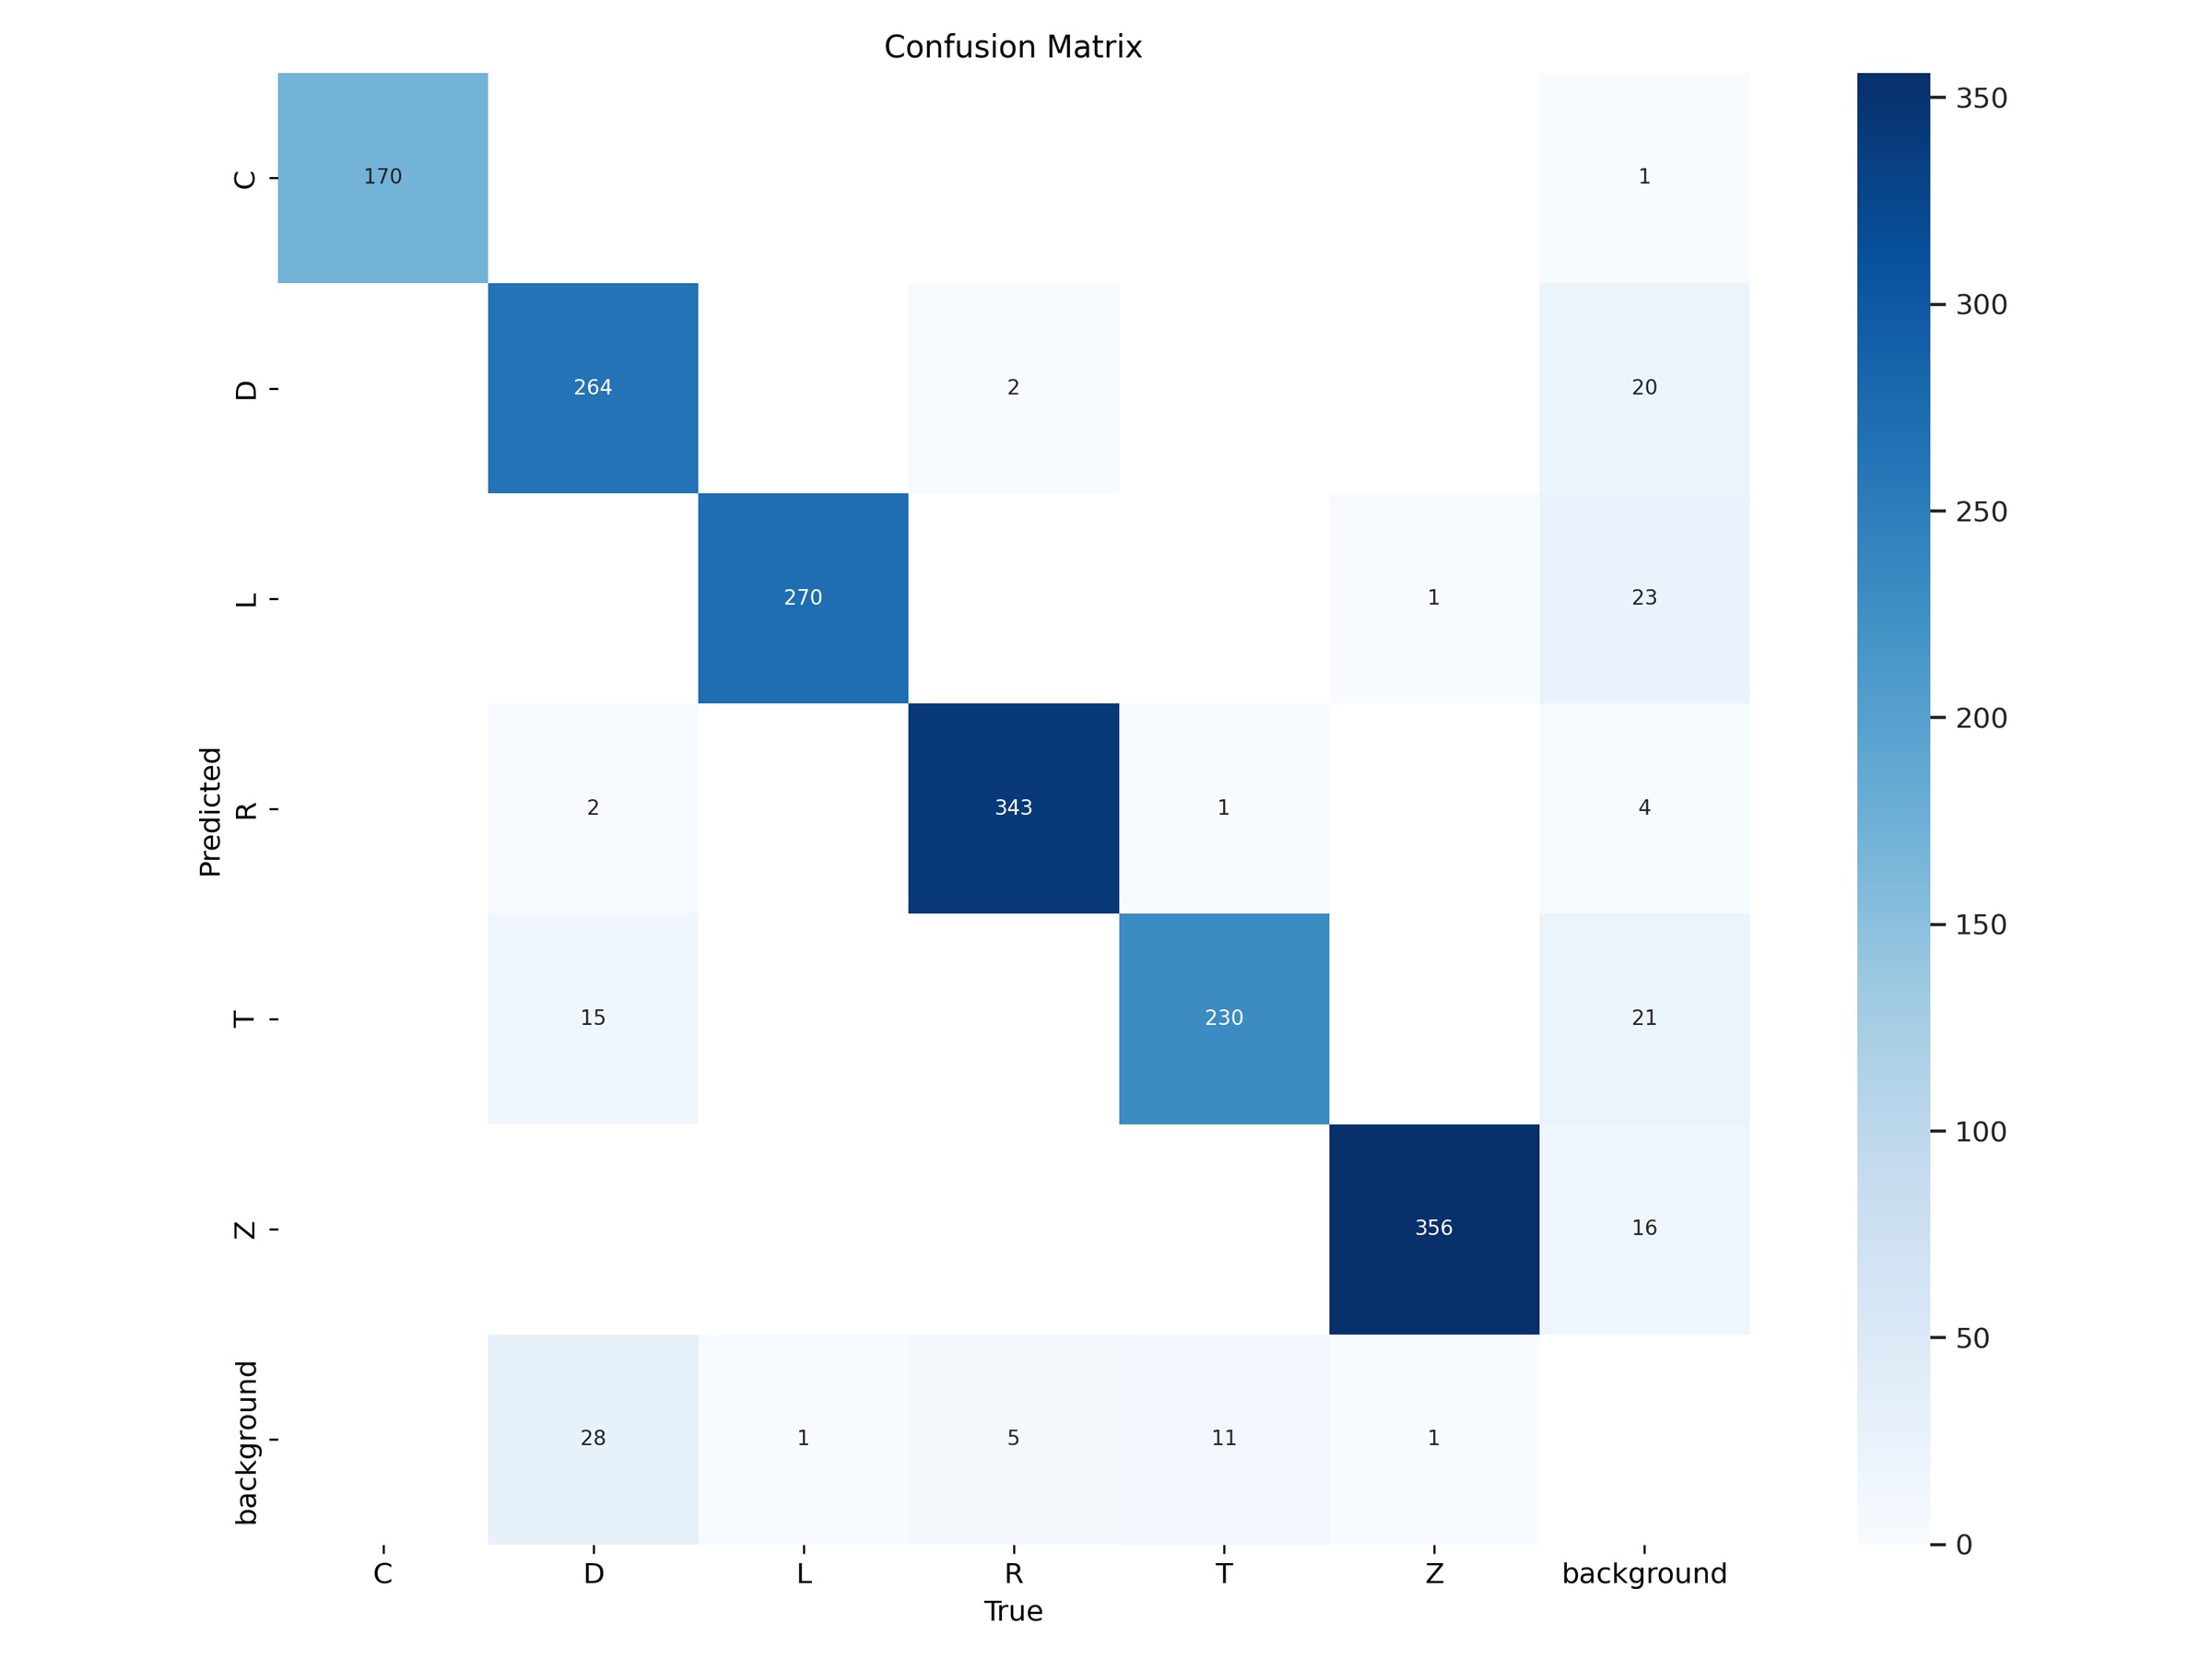 Confusion Matrix
C 170 1 350
D 264 2 20 300
L 270 1 23 250
Predicted
R 2 343 1 4 200
T 15 230 21 150
Z 356 16 100
background 28 1 5 11 1 50
0
C D L R T Z background
True